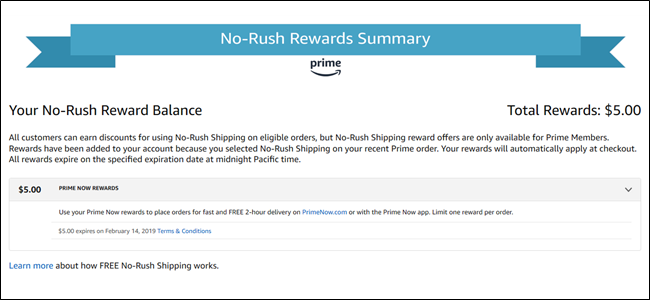 No-Rush Rewards Summary
prime
Your No-Rush Reward Balance
Total Rewards: $5.00
All customers can earn discounts for using No-Rush Shipping on eligible orders, but No-Rush Shipping reward offers are only available for Prime Members.
Rewards have been added to your account because you selected No-Rush Shipping on your recent Prime order. Your rewards will automatically apply at checkout.
All rewards expire on the specified expiration date at midnight Pacific time.
$5.00 PRIME NOW REWARDS
Use your Prime Now rewards to place orders for fast and FREE 2-hour delivery on PrimeNow.com or with the Prime Now app. Limit one reward per order.
$5.00 expires on February 14, 2019 Terms & Conditions
Learn more about how FREE No-Rush Shipping works.